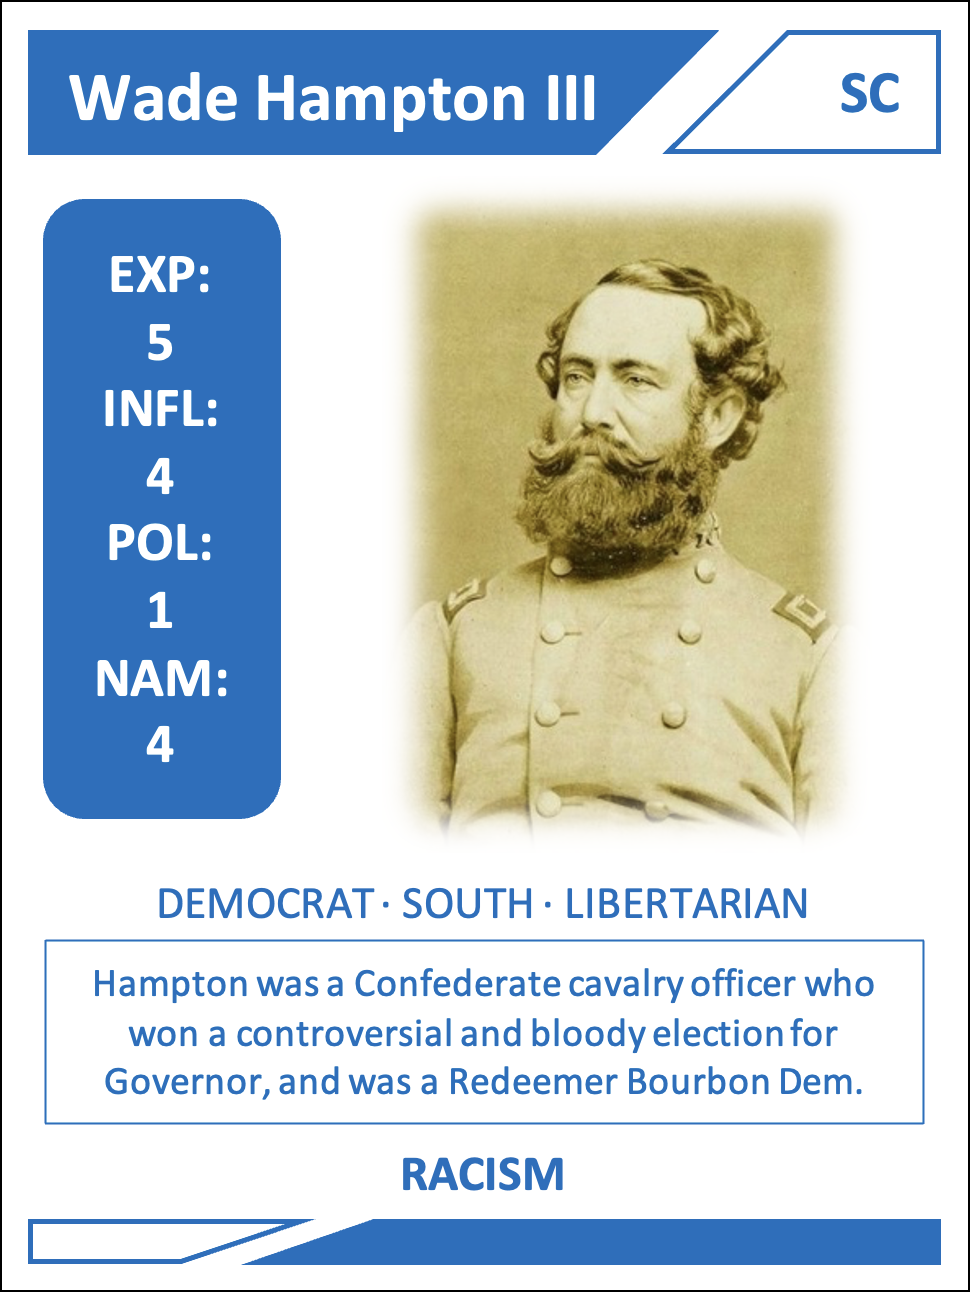 Wade Hampton III
SC
EXP:
5
INFL:
4
POL:
1
NAM:
4
DEMOCRAT · SOUTH · LIBERTARIAN
Hampton was a Confederate cavalry officer who
won a controversial and bloody election for
Governor, and was a Redeemer Bourbon Dem.
RACISM